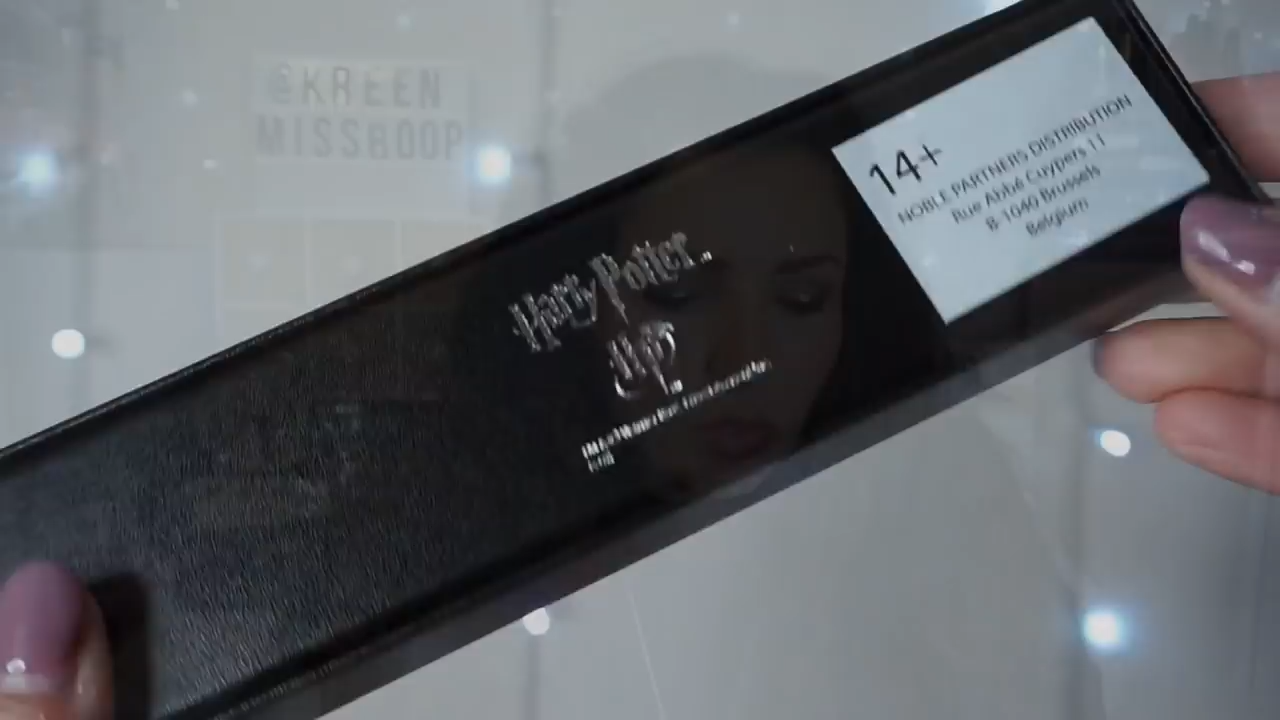 @KREEN
MISSBOOP
Harry Potter
14+
NOBLE PARTNERS DISTRIBUTION
Rue Abbé Cuypers 11
B 1040 Brussels
Belgium